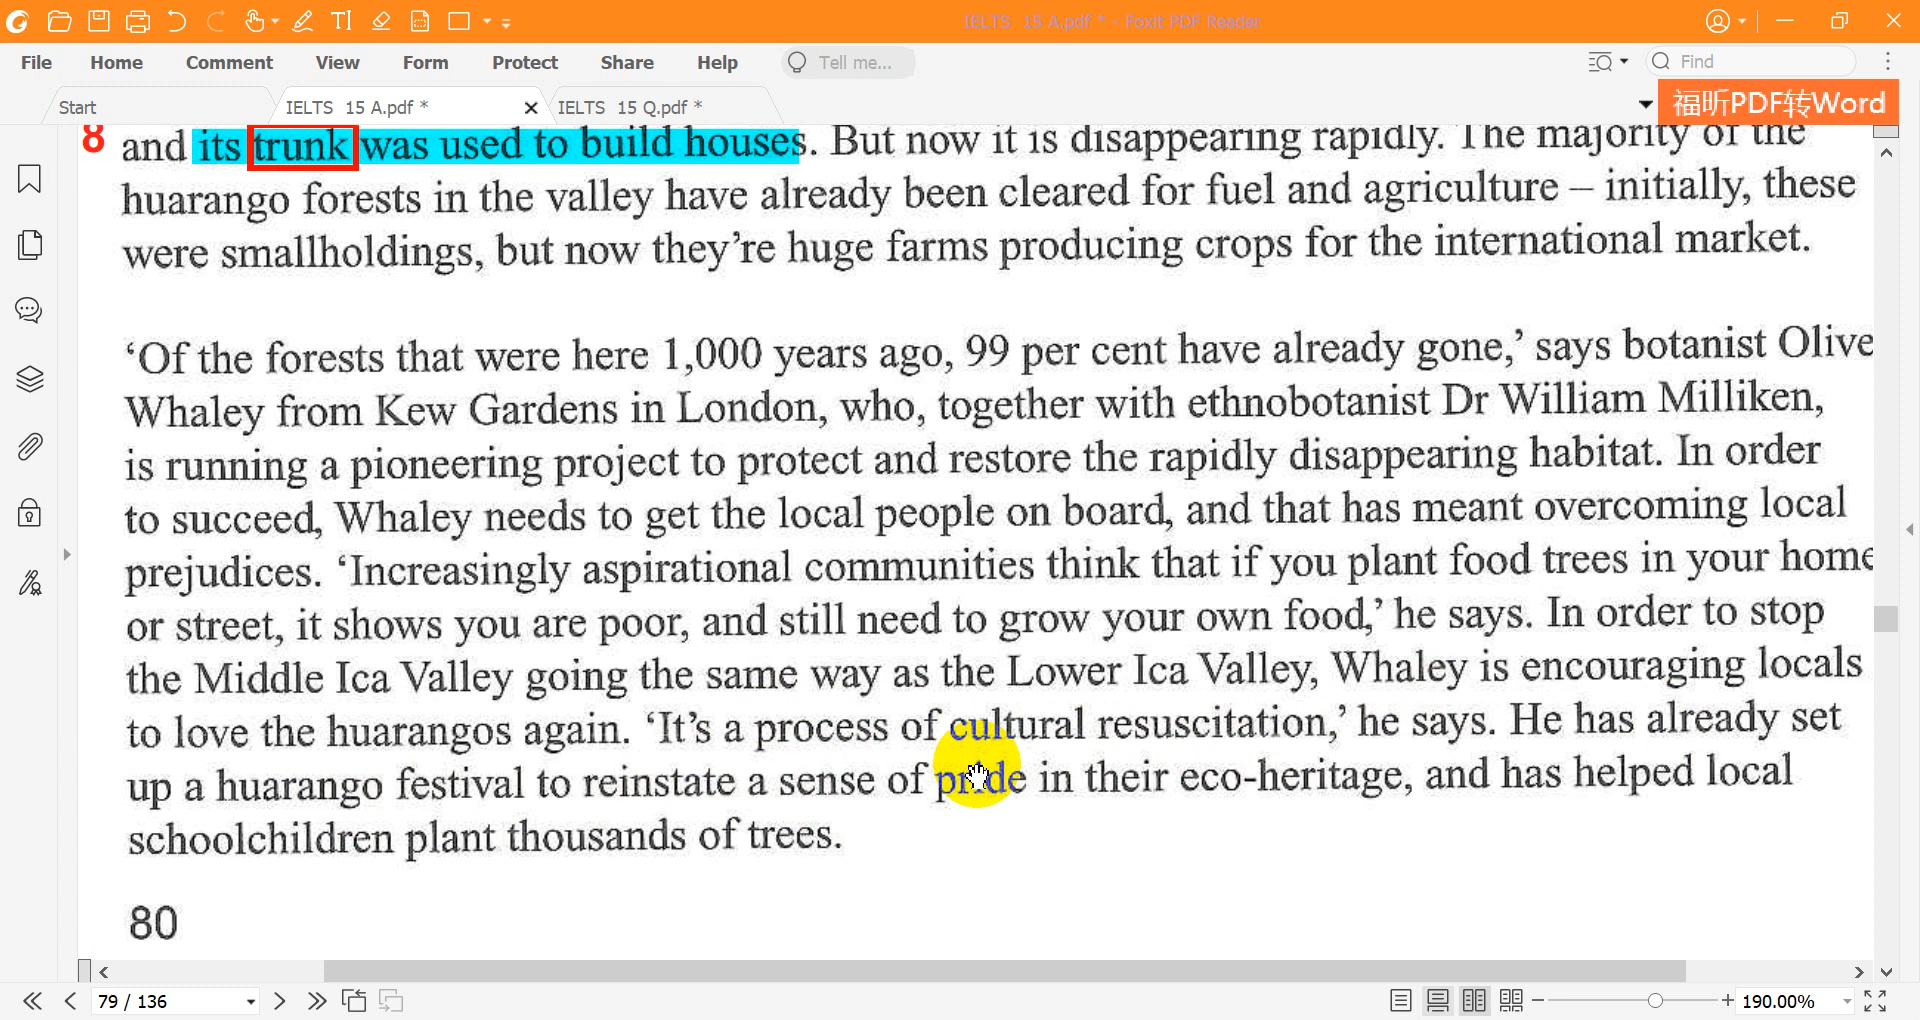 IELTS 15 A.pdf * - Foxit PDF Reader
File Home Comment View Form Protect Share Help Tell me... Find
Start IELTS 15 A.pdf * IELTS 15 Q.pdf * 福昕PDF转Word
8 and its trunk was used to build houses. But now it is disappearing rapidly. The majority of the
huarango forests in the valley have already been cleared for fuel and agriculture – initially, these
were smallholdings, but now they’re huge farms producing crops for the international market.
‘Of the forests that were here 1,000 years ago, 99 per cent have already gone,’ says botanist Olive
Whaley from Kew Gardens in London, who, together with ethnobotanist Dr William Milliken,
is running a pioneering project to protect and restore the rapidly disappearing habitat. In order
to succeed, Whaley needs to get the local people on board, and that has meant overcoming local
prejudices. ‘Increasingly aspirational communities think that if you plant food trees in your home
or street, it shows you are poor, and still need to grow your own food,’ he says. In order to stop
the Middle Ica Valley going the same way as the Lower Ica Valley, Whaley is encouraging locals
to love the huarangos again. ‘It’s a process of cultural resuscitation,’ he says. He has already set
up a huarango festival to reinstate a sense of pride in their eco-heritage, and has helped local
schoolchildren plant thousands of trees.
80
79 / 136 190.00%